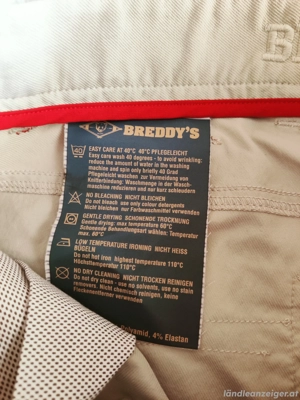 BREDDY'S
40
EASY CARE AT 40°C 40°C PFLEGELEICHT
Easy care wash 40 degrees - to avoid wrinkling:
reduce the amount of water in the washing
machine and spin only briefly 40 Grad
Pflegeleicht waschen zur Vermeidung von
Knitterbildung: Waschmenge in der Wasch-
maschine reduzieren und nur kurz schleudern
NO BLEACHING NICHT BLEICHEN
Do not bleach use only colour detergents
Nicht bleichen nur Farbwaschmittel verwenden
GENTLE DRYING SCHONENDE TROCKNUNG
Gentle drying - max temperature 60°C
Schonende Behandlungsart wählen: Temperatur
max. 60°C
LOW TEMPERATURE IRONING NICHT HEISS
BÜGELN
Do not hot iron highest temperature 110°C
Höchsttemperatur 110°C
NO DRY CLEANING NICHT TROCKEN REINIGEN
Do not dry clean - use no solvents, use no stain
removers. Nicht chemisch reinigen, keine
Fleckentferner verwenden
4% Elastan
ländleanzeiger.at